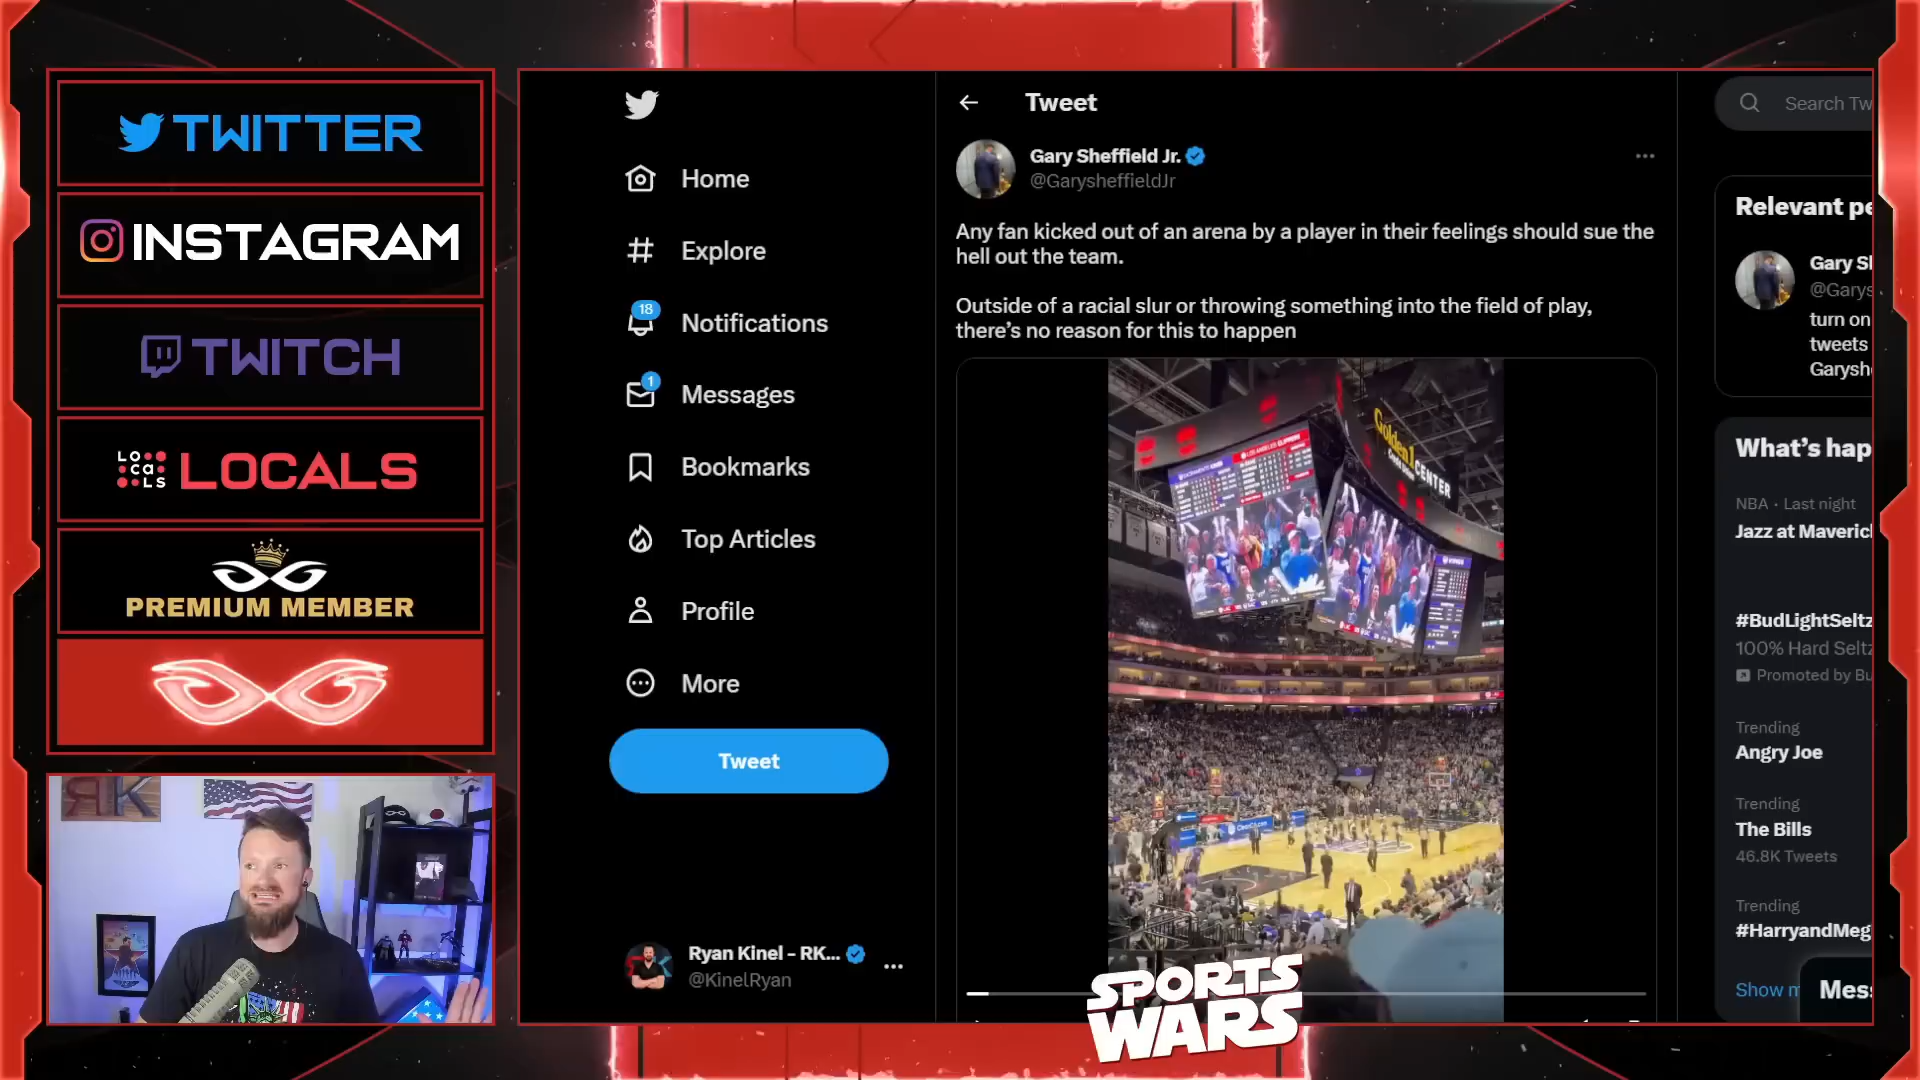 TWITTER
INSTAGRAM
TWITCH
LOCALS
LOCALS
PREMIUM MEMBER
RK
Home
Explore
18
Notifications
1
Messages
Bookmarks
Top Articles
Profile
More
Tweet
Ryan Kinel - RK...
@KinelRyan
Tweet
Gary Sheffield Jr.
@GarysheffieldJr
Any fan kicked out of an arena by a player in their feelings should sue the
hell out the team.
Outside of a racial slur or throwing something into the field of play,
there's no reason for this to happen
Golden 1
CENTER
SPORTS
WARS
Search Tw
Relevant pe
Gary Sh
@Garys
turn on
tweets
Garysh
What's hap
NBA · Last night
Jazz at Maverick
#BudLightSeltz
100% Hard Seltz
Promoted by Bu
Trending
Angry Joe
Trending
The Bills
46.8K Tweets
Trending
#HarryandMeg
Show m
Mess